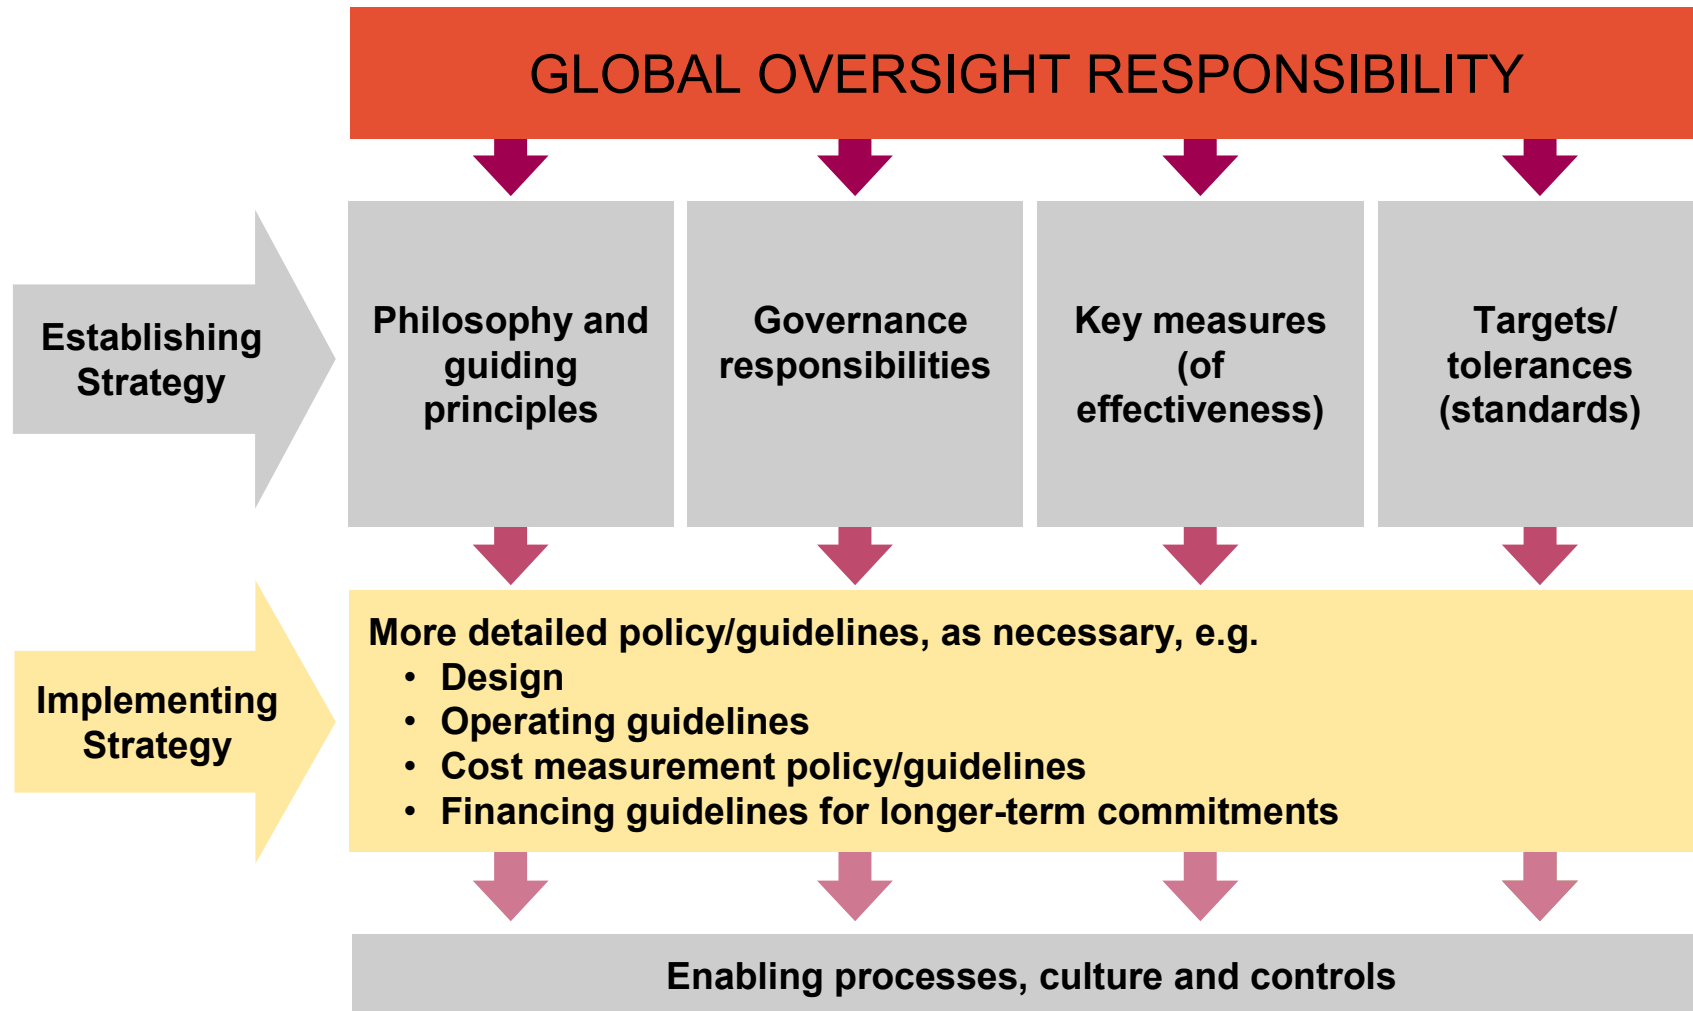 GLOBAL OVERSIGHT RESPONSIBILITY
Establishing
Strategy
Philosophy and
guiding
principles
Governance
responsibilities
Key measures
(of
effectiveness)
Targets/
tolerances
(standards)
Implementing
Strategy
More detailed policy/guidelines, as necessary, e.g.
• Design
• Operating guidelines
• Cost measurement policy/guidelines
• Financing guidelines for longer-term commitments
Enabling processes, culture and controls